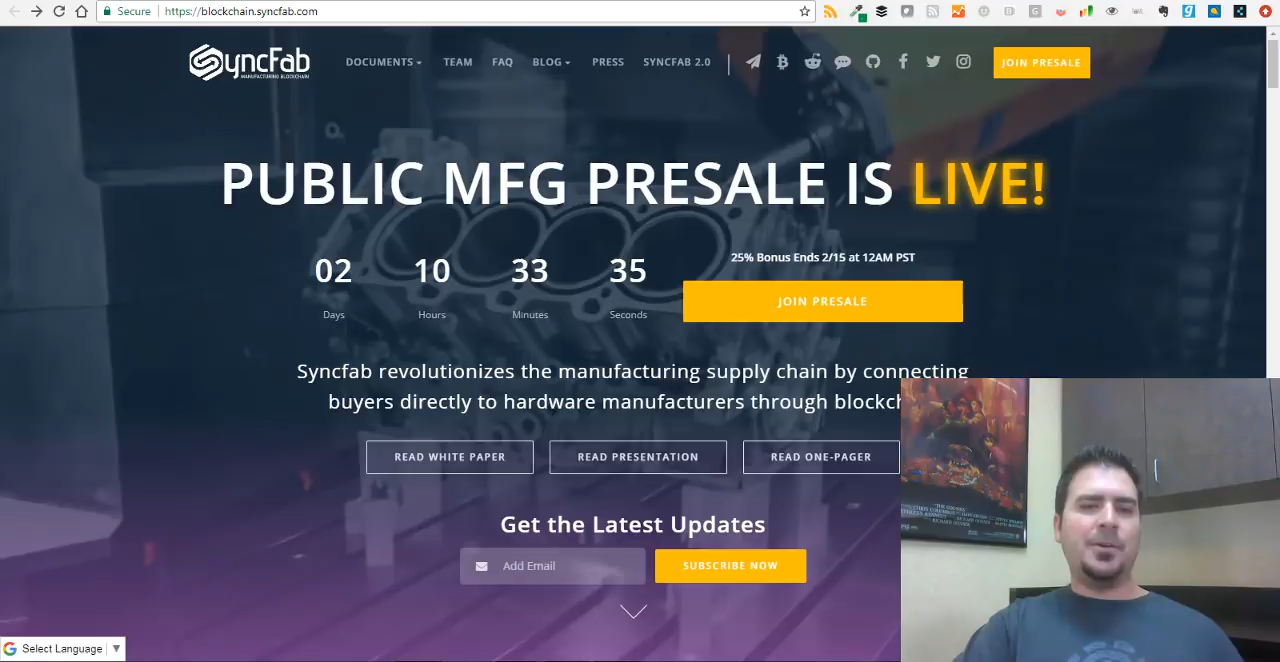 Secure https://blockchain.syncfab.com
SyncFab
MANUFACTURING BLOCKCHAIN
DOCUMENTS TEAM FAQ BLOG PRESS SYNCFAB 2.0 JOIN PRESALE
PUBLIC MFG PRESALE IS LIVE!
02 10 33 35
Days Hours Minutes Seconds
25% Bonus Ends 2/15 at 12AM PST
JOIN PRESALE
Syncfab revolutionizes the manufacturing supply chain by connecting
buyers directly to hardware manufacturers through blockch
READ WHITE PAPER READ PRESENTATION READ ONE-PAGER
Get the Latest Updates
Add Email SUBSCRIBE NOW
G Select Language